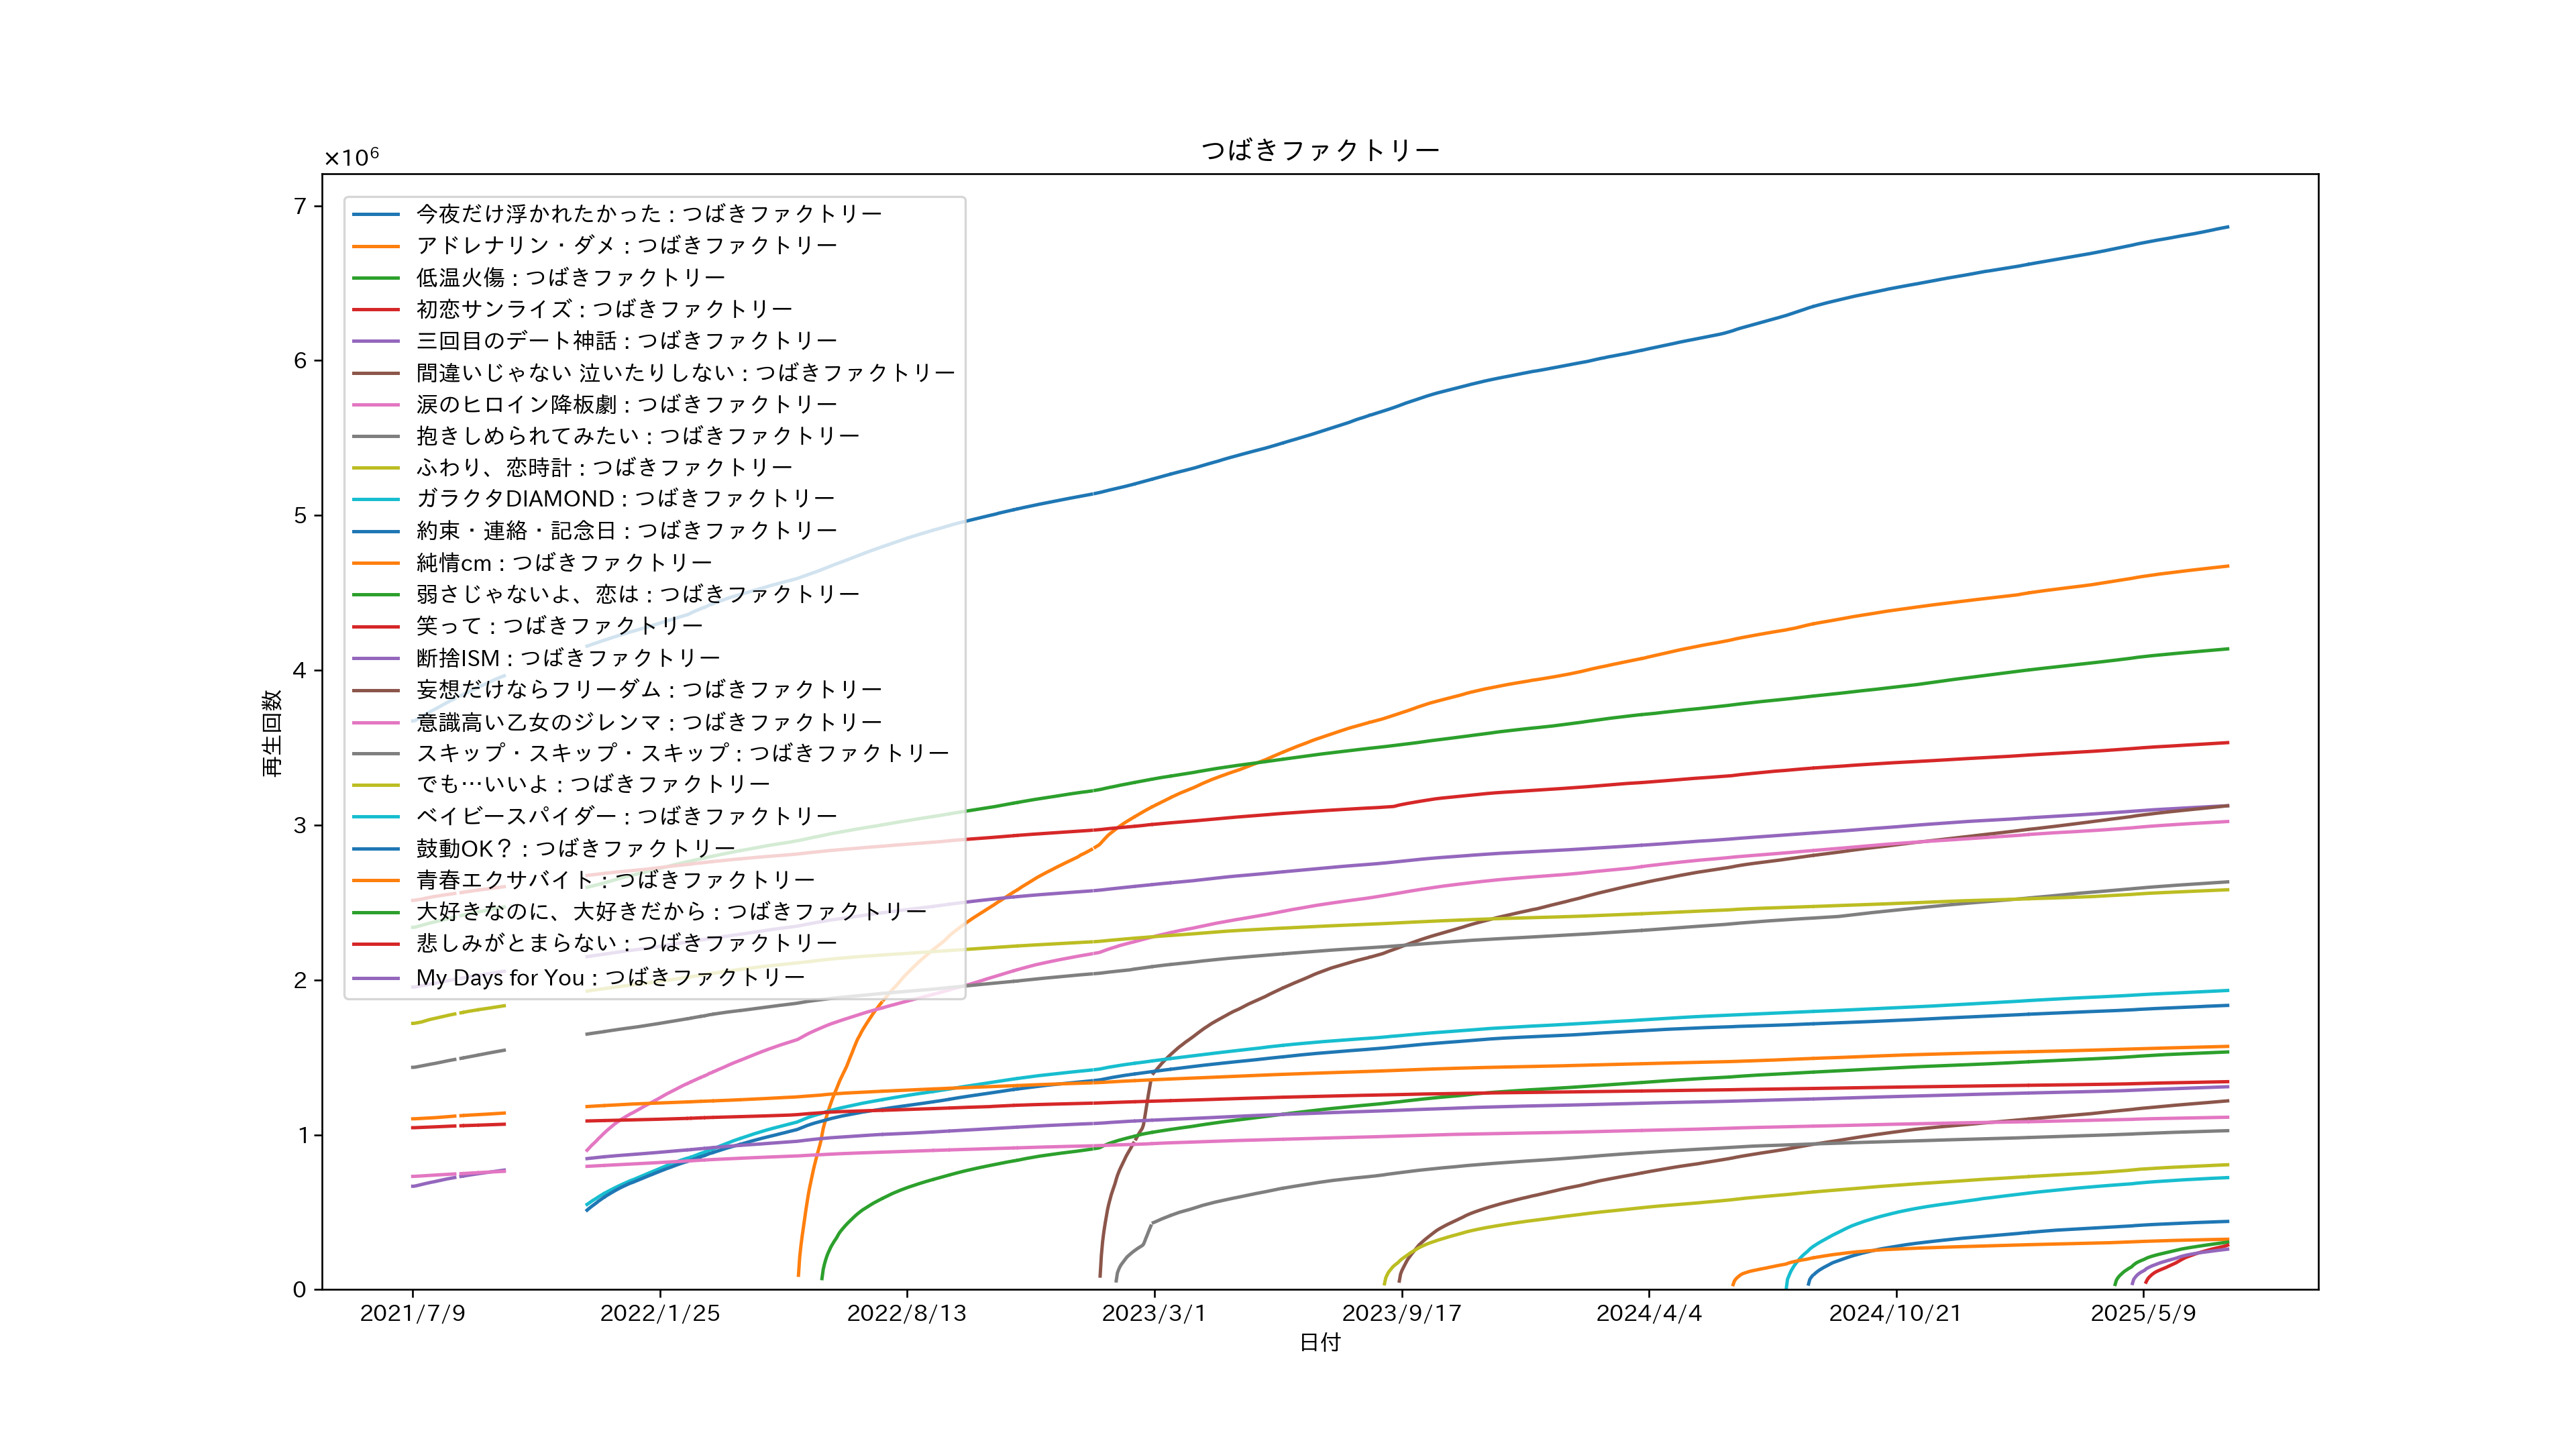 つばきファクトリー
×10⁶
7
6
5
4
3
2
1
0
再生回数
今夜だけ浮かれたかった : つばきファクトリー
アドレナリン・ダメ : つばきファクトリー
低温火傷 : つばきファクトリー
初恋サンライズ : つばきファクトリー
三回目のデート神話 : つばきファクトリー
間違いじゃない 泣いたりしない : つばきファクトリー
涙のヒロイン降板劇 : つばきファクトリー
抱きしめられてみたい : つばきファクトリー
ふわり、恋時計 : つばきファクトリー
ガラクタDIAMOND : つばきファクトリー
約束・連絡・記念日 : つばきファクトリー
純情cm : つばきファクトリー
弱さじゃないよ、恋は : つばきファクトリー
笑って : つばきファクトリー
断捨ISM : つばきファクトリー
妄想だけならフリーダム : つばきファクトリー
意識高い乙女のジレンマ : つばきファクトリー
スキップ・スキップ・スキップ : つばきファクトリー
でも…いいよ : つばきファクトリー
ベイビースパイダー : つばきファクトリー
鼓動OK？ : つばきファクトリー
青春エクサバイト : つばきファクトリー
大好きなのに、大好きだから : つばきファクトリー
悲しみがとまらない : つばきファクトリー
My Days for You : つばきファクトリー
2021/7/9 2022/1/25 2022/8/13 2023/3/1 2023/9/17 2024/4/4 2024/10/21 2025/5/9
日付